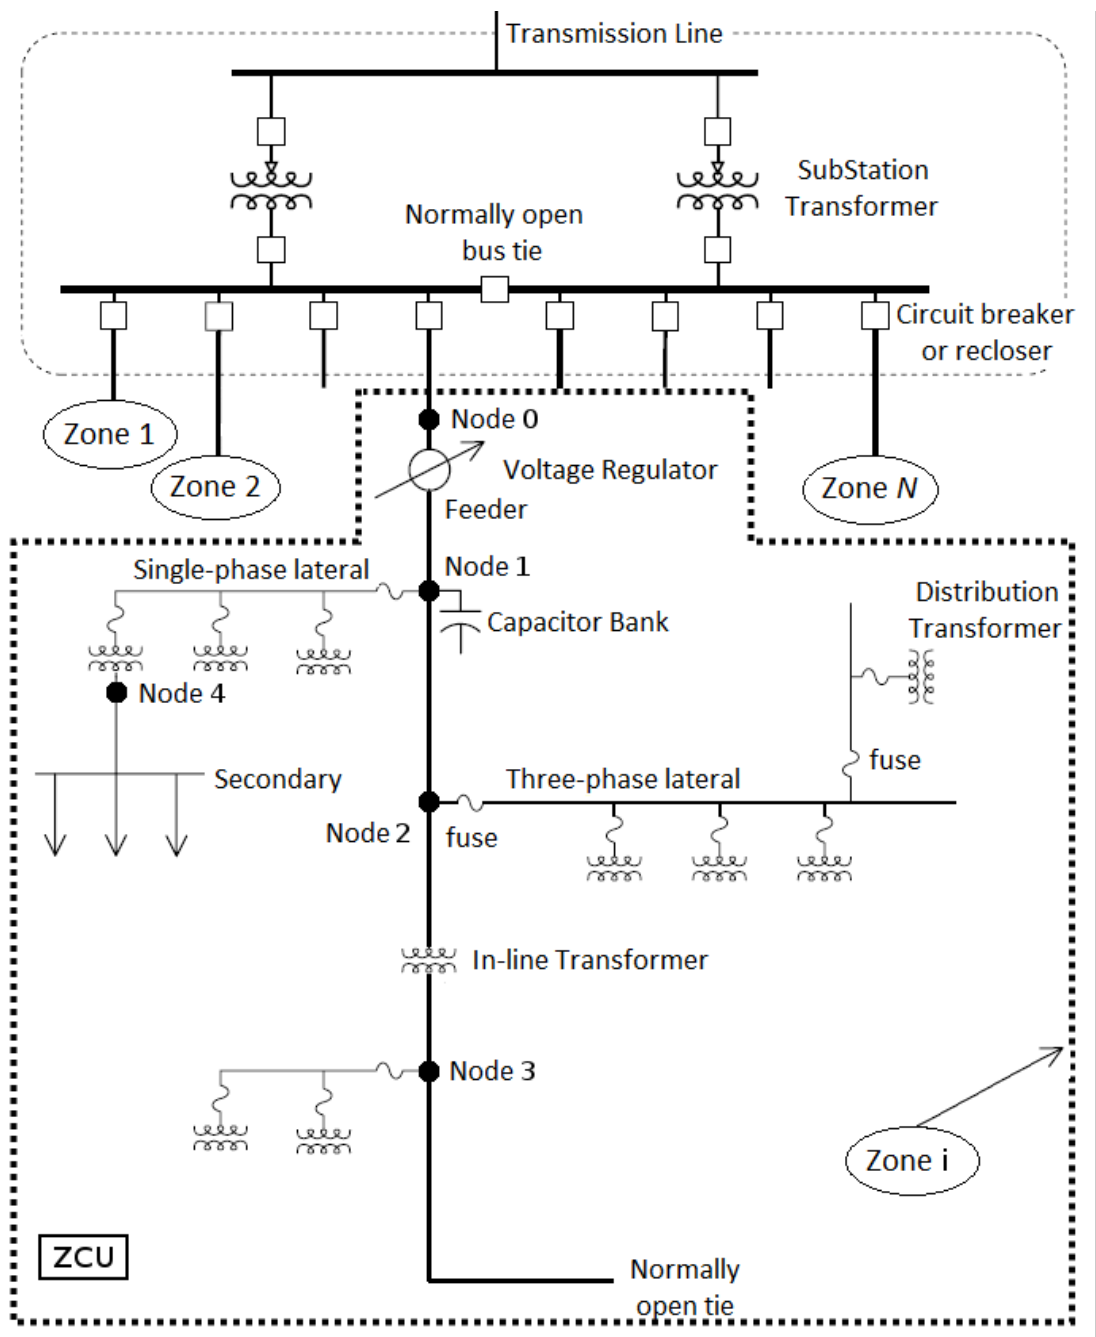 Transmission Line
SubStation
Transformer
Normally open
bus tie
Circuit breaker
or recloser
Node 0
Zone 1
Voltage Regulator
Zone 2
Zone N
Feeder
Node 1
Single-phase lateral
Distribution
Transformer
Capacitor Bank
Node 4
fuse
Secondary
Three-phase lateral
Node 2
fuse
In-line Transformer
Node 3
Zone i
ZCU
Normally
open tie